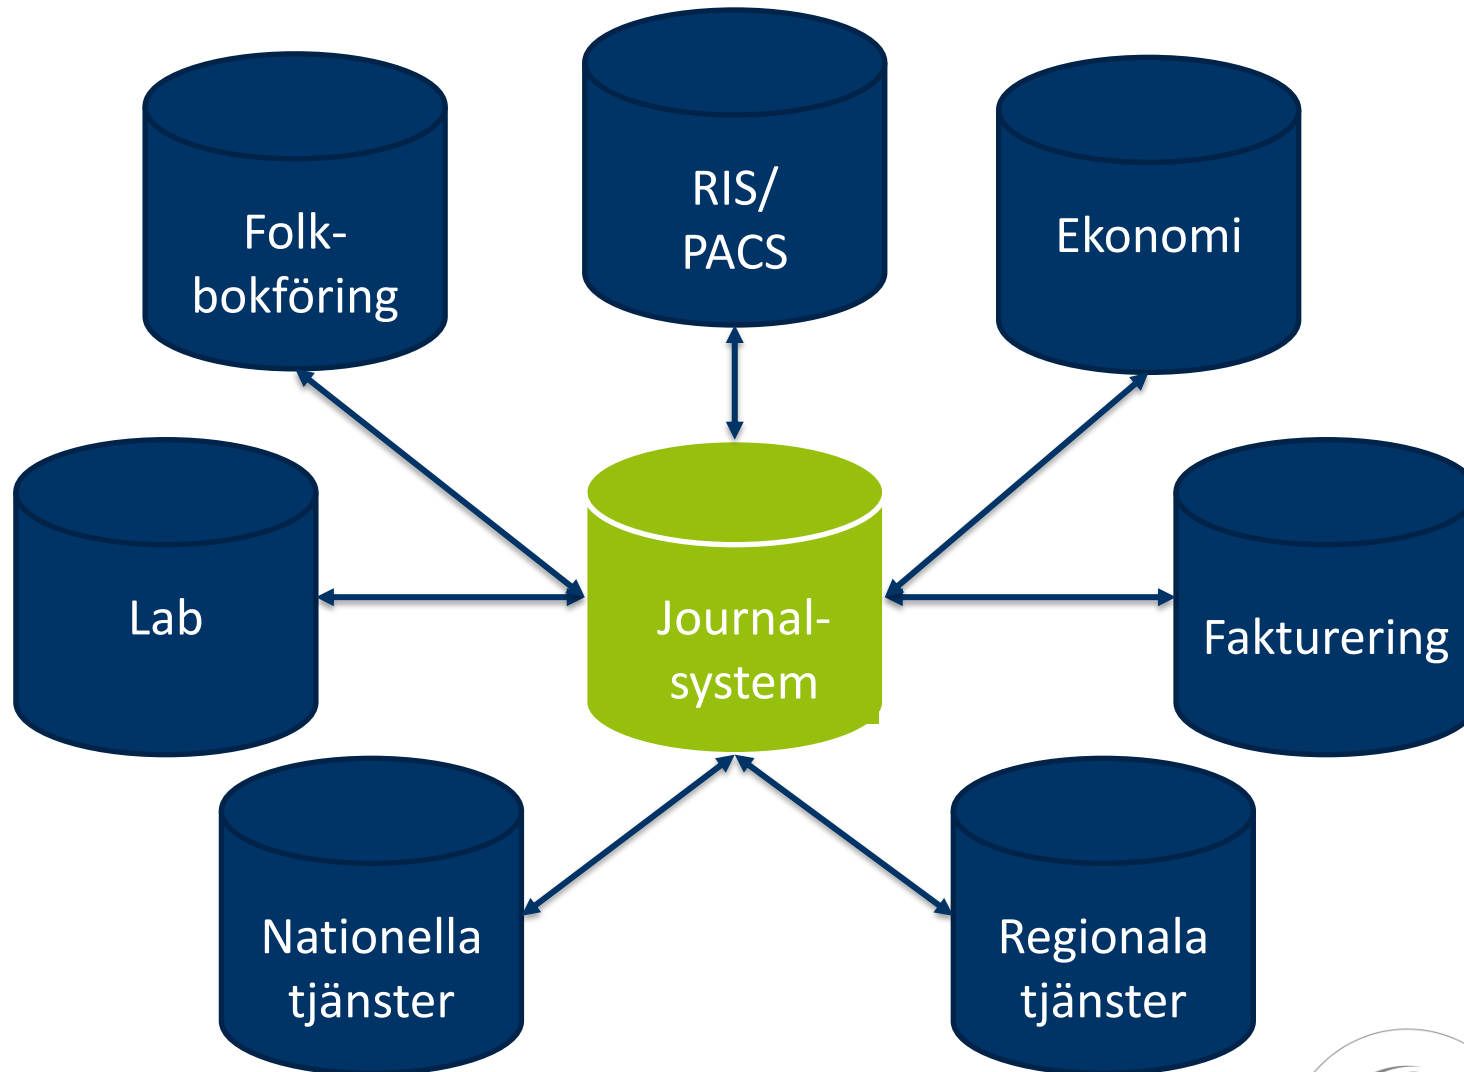 Folk-
bokföring
RIS/
PACS
Ekonomi
Lab
Journal-
system
Fakturering
Nationella
tjänster
Regionala
tjänster